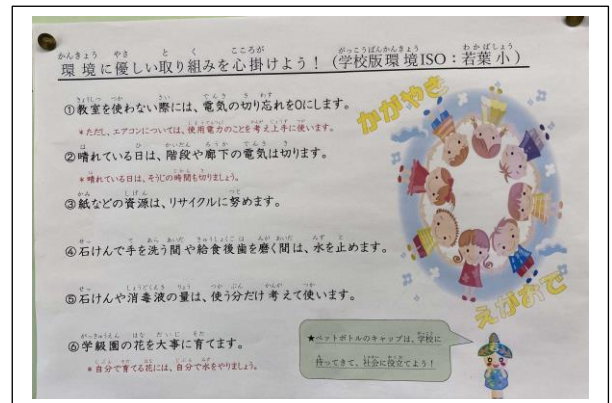 環境に優しい取り組みを心掛けよう！（学校版環境ISO：若葉小）
①教室を使わない際には、電気の切り忘れを0にします。
＊ただし、エアコンについては、使用電力のことを考え上手に使います。
②晴れている日は、階段や廊下の電気は切ります。
＊晴れている日は、そうじの時間も切りましょう。
③紙などの資源は、リサイクルに努めます。
④石けんで手を洗う間や給食後歯を磨く間は、水を止めます。
⑤石けんや消毒液の量は、使う分だけ考えて使います。
⑥学級園の花を大事に育てます。
＊自分で育てる花には、自分で水をやりましょう。
かがやき
えがおで
★ペットボトルのキャップは、学校に
持ってきて、社会に役立てよう！